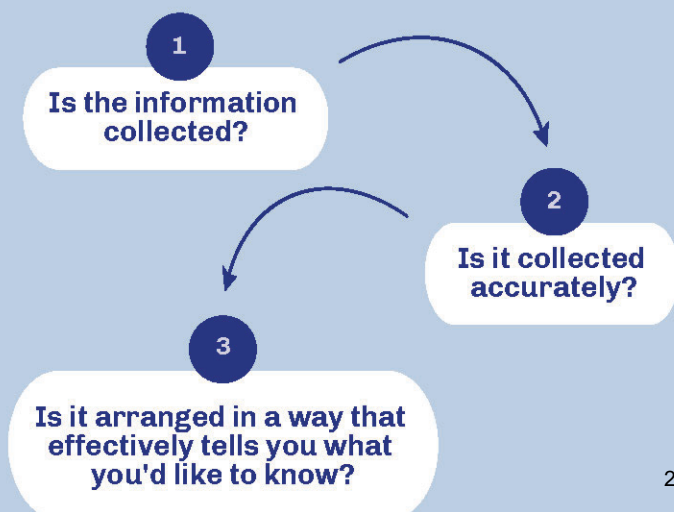 1
Is the information
collected?
2
Is it collected
accurately?
3
Is it arranged in a way that
effectively tells you what
you'd like to know?
2